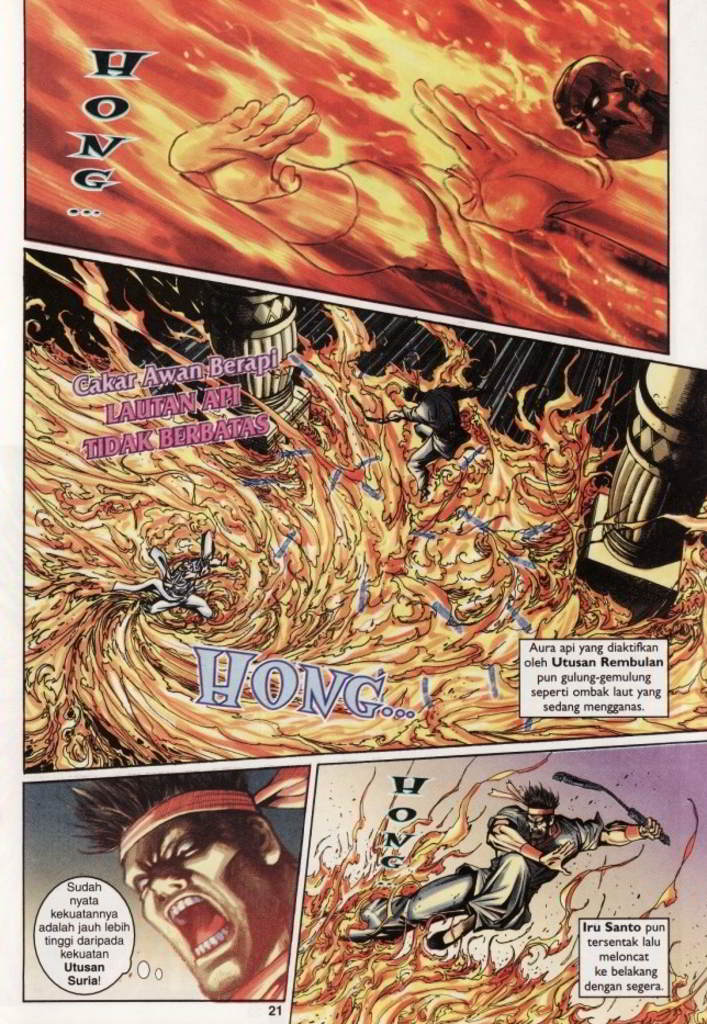 HONG...
Cakar Awan Berapi
LAUTAN API
TIDAK BERBATAS
HONG...
Aura api yang diaktifkan
oleh Utusan Rembulan
pun gulung-gemulung
seperti ombak laut yang
sedang mengganas.
Sudah
nyata
kekuatannya
adalah jauh lebih
tinggi daripada
kekuatan
Utusan
Suria!
HONG
Iru Santo pun
tersentak lalu
meloncat
ke belakang
dengan segera.
21